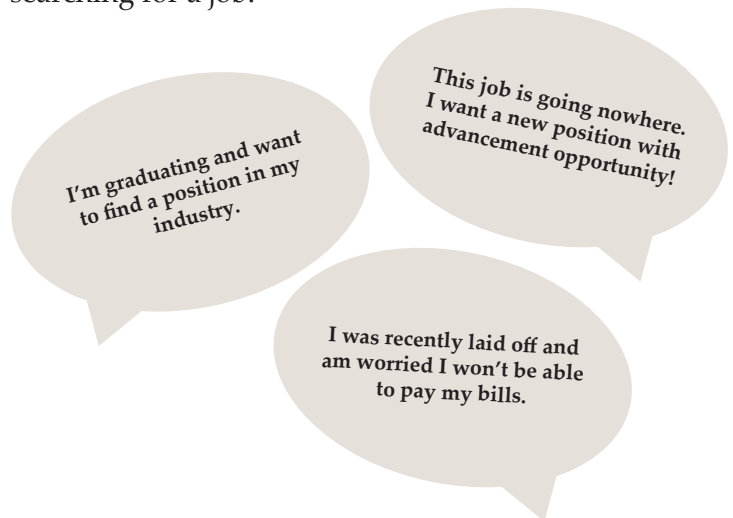 searching for a job?
I'm graduating and want
to find a position in my
industry.
This job is going nowhere.
I want a new position with
advancement opportunity!
I was recently laid off and
am worried I won't be able
to pay my bills.